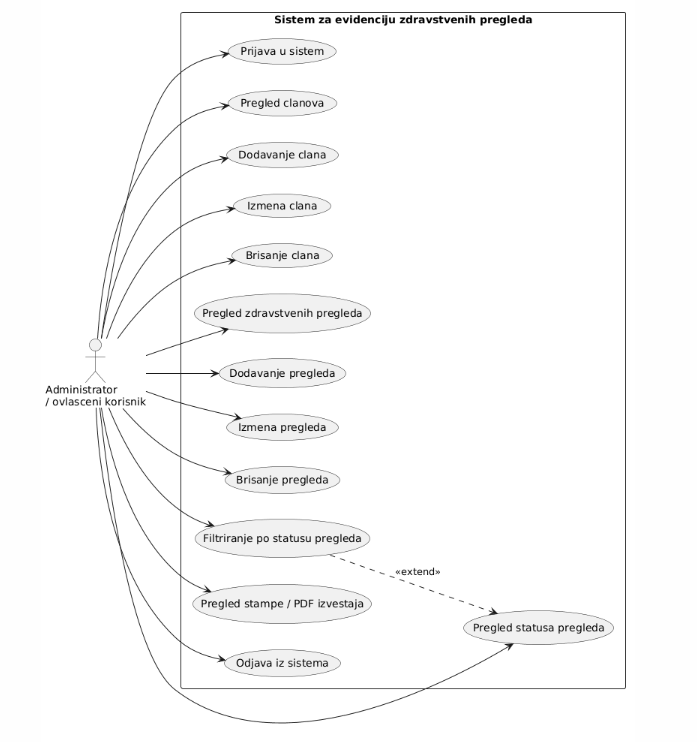 Sistem za evidenciju zdravstvenih pregleda
Prijava u sistem
Pregled clanova
Dodavanje clana
Izmena clana
Brisanje clana
Pregled zdravstvenih pregleda
Administrator
/ ovlasceni korisnik
Dodavanje pregleda
Izmena pregleda
Brisanje pregleda
Filtriranje po statusu pregleda
«extend»
Pregled stampe / PDF izvestaja
Pregled statusa pregleda
Odjava iz sistema